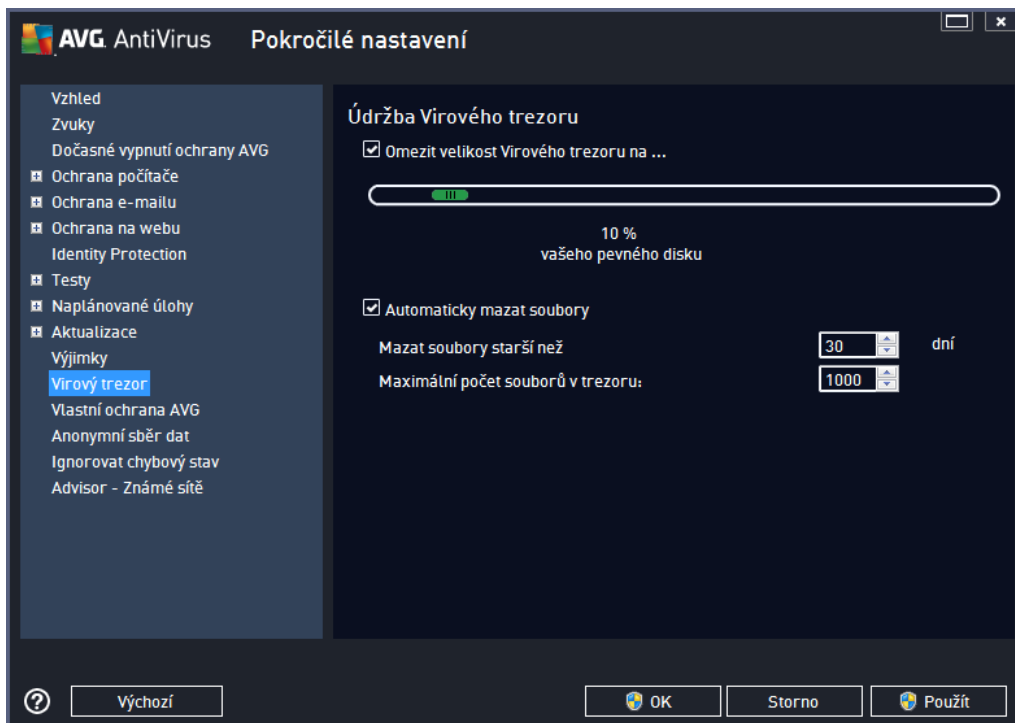 AVG AntiVirus Pokročilé nastavení
Vzhled
Zvuky
Dočasné vypnutí ochrany AVG
Ochrana počítače
Ochrana e-mailu
Ochrana na webu
Identity Protection
Testy
Naplánované úlohy
Aktualizace
Výjimky
Virový trezor
Vlastní ochrana AVG
Anonymní sběr dat
Ignorovat chybový stav
Advisor - Známé sítě
Údržba Virového trezoru
Omezit velikost Virového trezoru na ...
10 %
vašeho pevného disku
Automaticky mazat soubory
Mazat soubory starší než 30 dní
Maximální počet souborů v trezoru: 1000
Výchozí OK Storno Použít